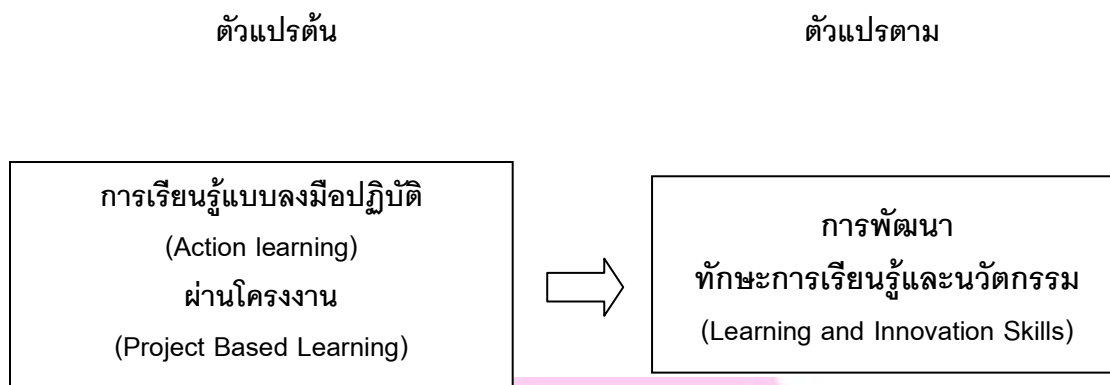 ตัวแปรต้น
ตัวแปรตาม
การเรียนรู้แบบลงมือปฏิบัติ
(Action learning)
ผ่านโครงงาน
(Project Based Learning)
การพัฒนา
ทักษะการเรียนรู้และนวัตกรรม
(Learning and Innovation Skills)